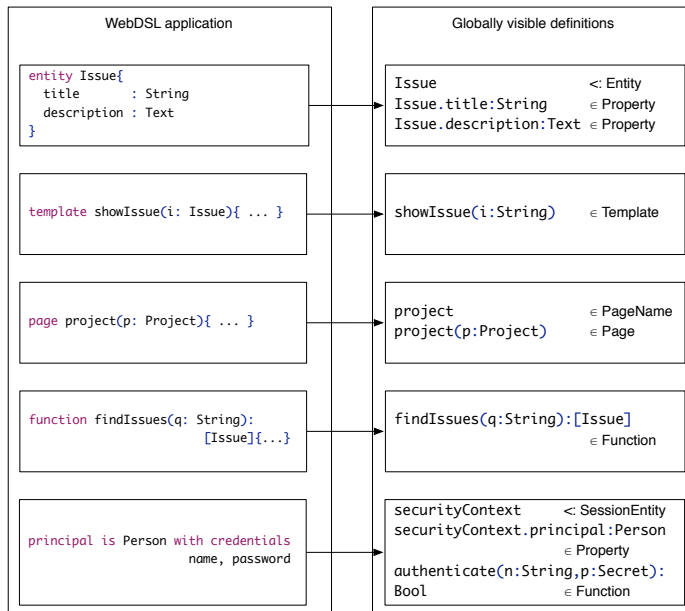 WebDSL application
entity Issue{
title : String
description : Text
}
template showIssue(i: Issue){ ... }
page project(p: Project){ ... }
function findIssues(q: String):
[Issue]{...}
principal is Person with credentials
name, password
Globally visible definitions
Issue <: Entity
Issue.title:String ∈ Property
Issue.description:Text ∈ Property
showIssue(i:String) ∈ Template
project ∈ PageName
project(p:Project) ∈ Page
findIssues(q:String):[Issue]
∈ Function
securityContext <: SessionEntity
securityContext.principal:Person
∈ Property
authenticate(n:String,p:Secret):
Bool ∈ Function